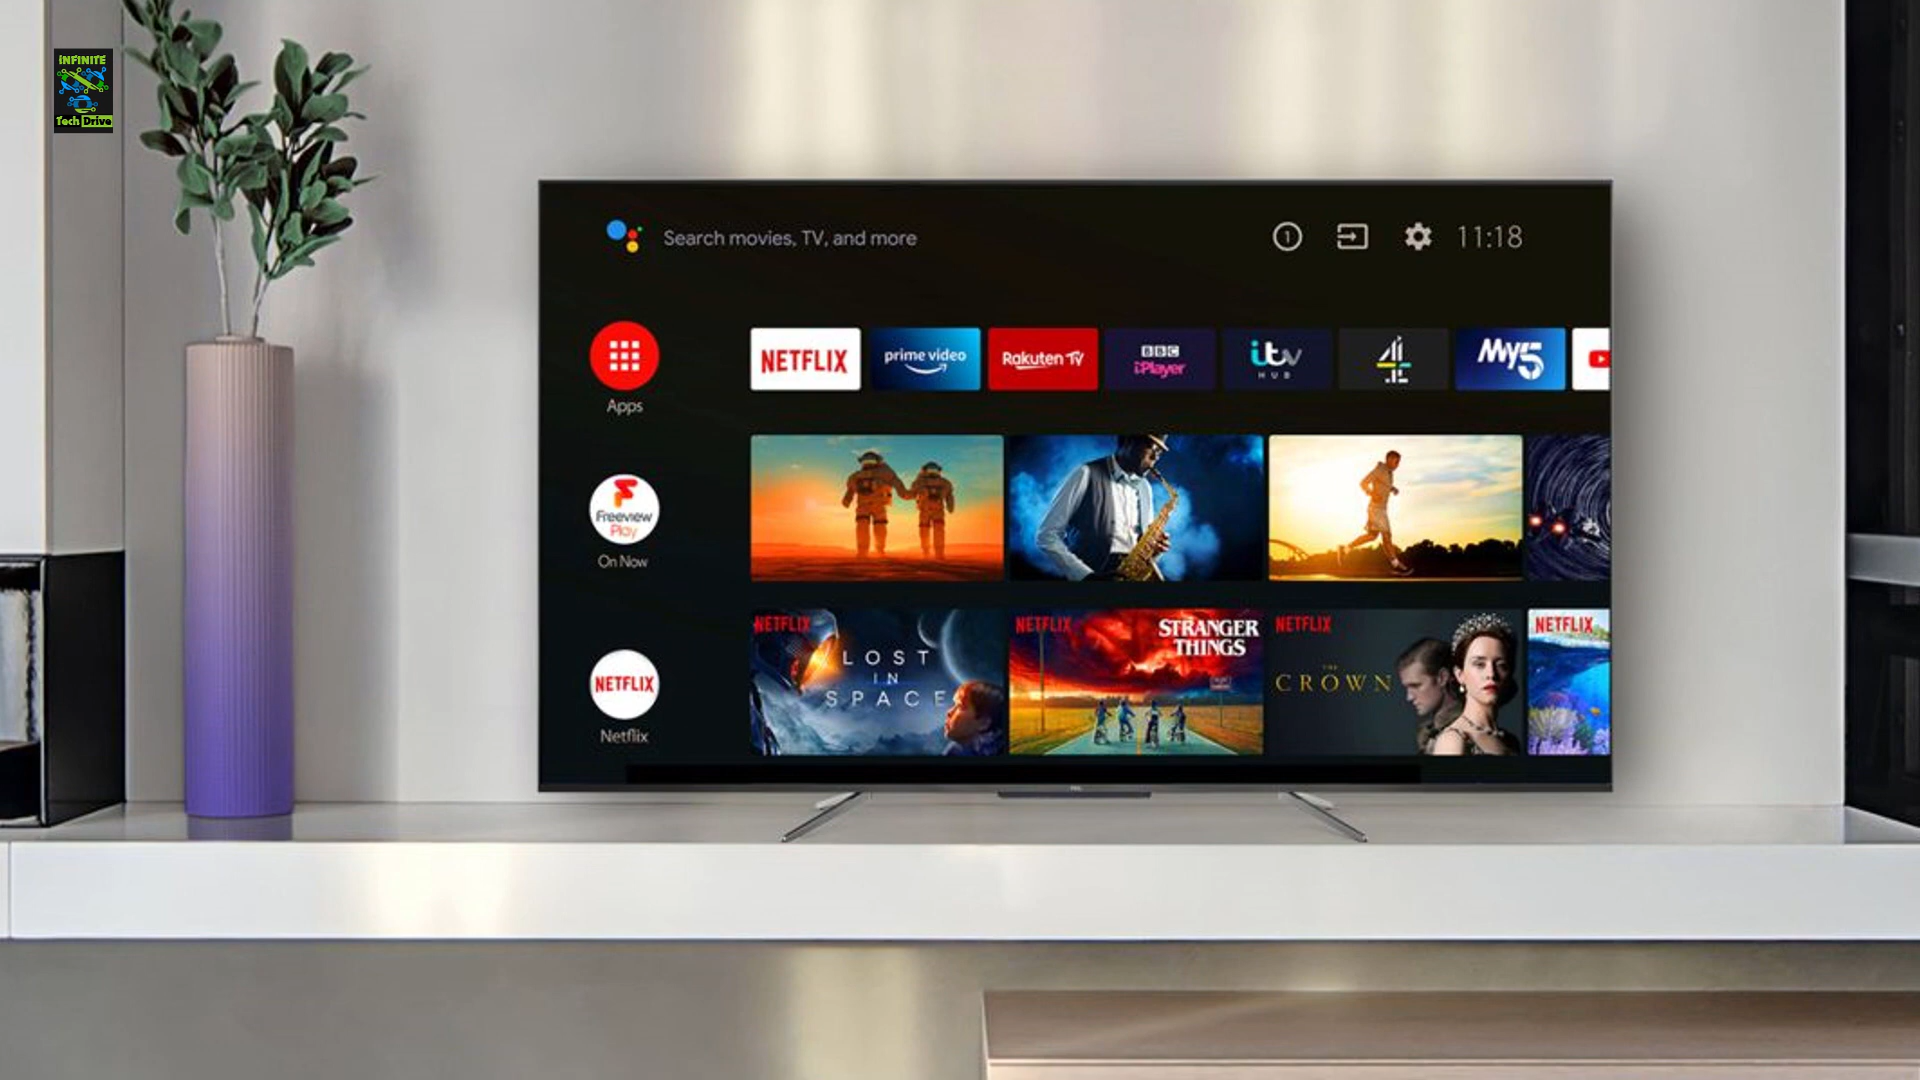 INFINITE
Tech Drive
Search movies, TV, and more
1
11:18
Apps
NETFLIX
prime video
Rakuten TV
BBC
iPlayer
itv
HUB
4
My5
Freeview
Play
On Now
NETFLIX
Netflix
NETFLIX
LOST
IN
SPACE
NETFLIX
STRANGER
THINGS
NETFLIX
THE
CROWN
NETFLIX
TCL